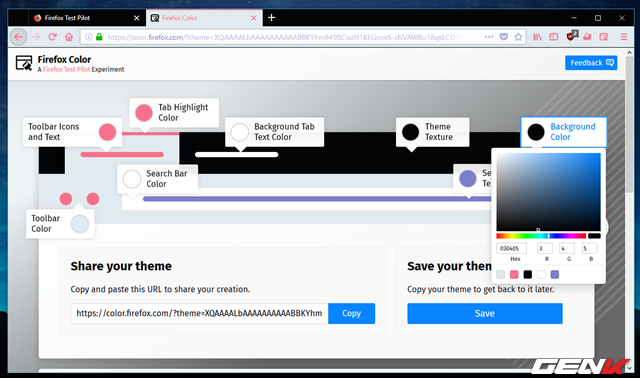 Firefox Test Pilot
Firefox Color
https://color.firefox.com/?theme=XQAAAALbAAAAAAAAAABBKYhm849SCiazH1KEGccwS-xNVAWBu18qsLCD
2
Firefox Color
A Firefox Test Pilot Experiment
Feedback
Tab Highlight
Color
Toolbar Icons
and Text
Background Tab
Text Color
Theme
Texture
Background
Color
Search Bar
Color
Se
Te
Toolbar
Color
030405
3
4
5
Hex
R
G
B
Share your theme
Copy and paste this URL to share your creation.
https://color.firefox.com/?theme=XQAAAALbAAAAAAAAAABBKYhm
Copy
Save your them
Copy your theme to get back to it later.
Save
GENK